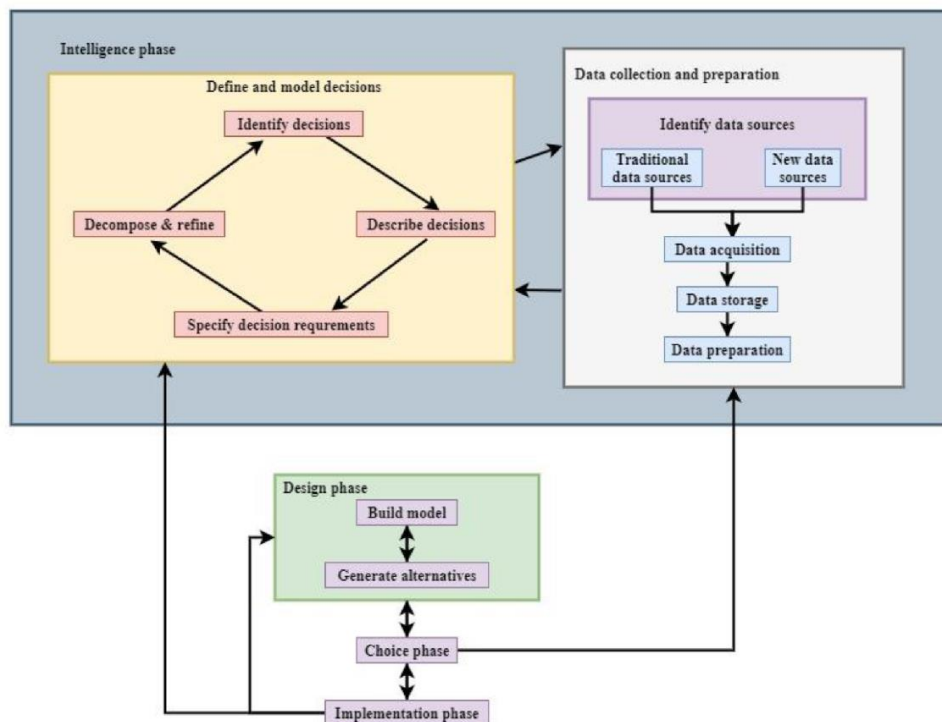 Intelligence phase
Define and model decisions
Identify decisions
Decompose & refine
Describe decisions
Specify decision requrements
Data collection and preparation
Identify data sources
Traditional
data sources
New data
sources
Data acquisition
Data storage
Data preparation
Design phase
Build model
Generate alternatives
Choice phase
Implementation phase